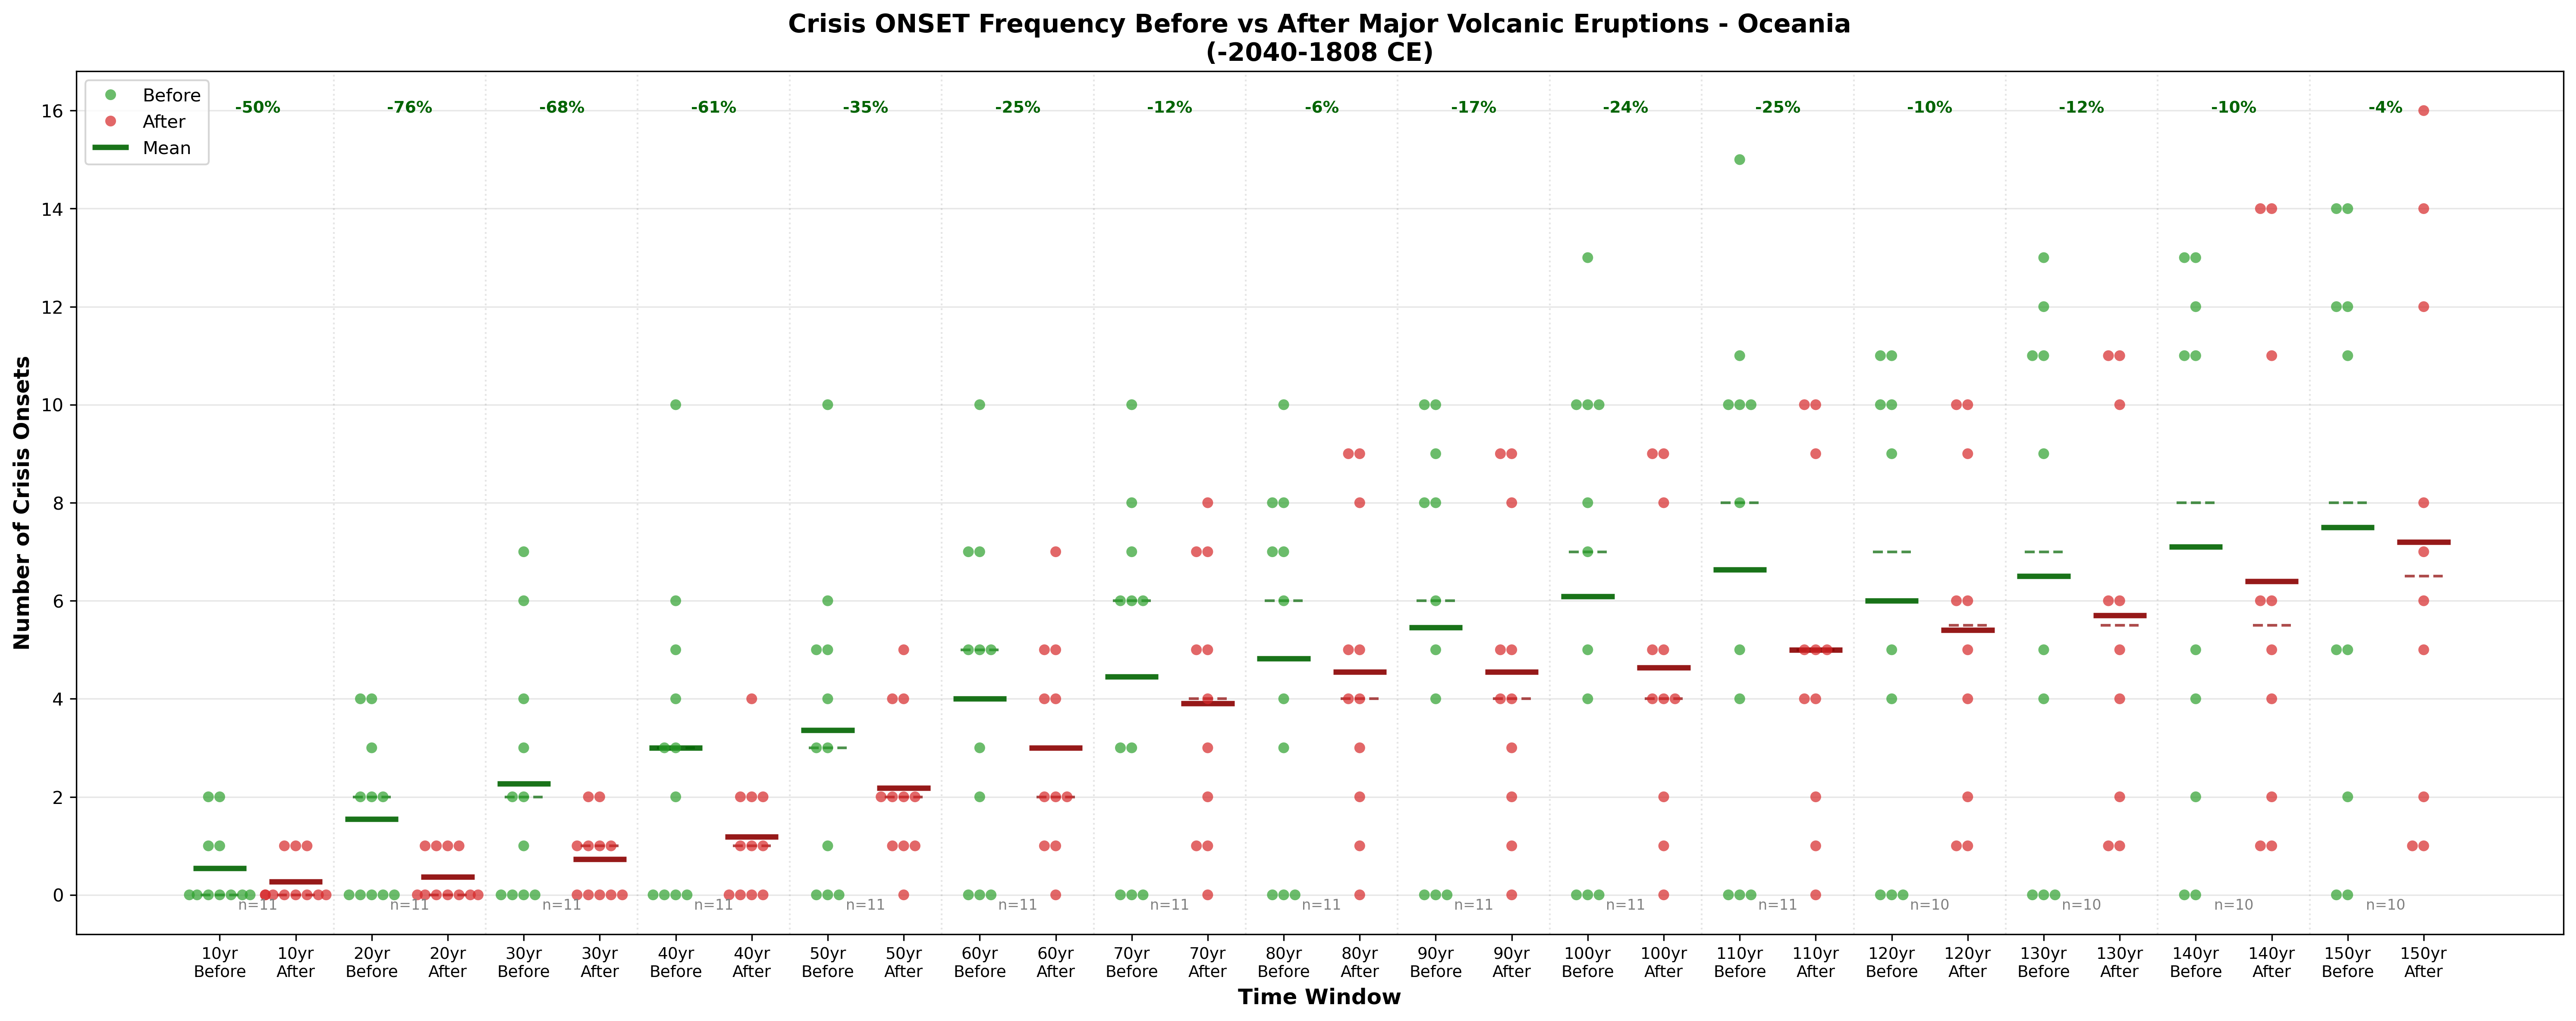 Crisis ONSET Frequency Before vs After Major Volcanic Eruptions - Oceania
(-2040-1808 CE)
Before
After
Mean
-50% -76% -68% -61% -35% -25% -12% -6% -17% -24% -25% -10% -12% -10% -4%
16
14
12
10
8
6
4
2
0
Number of Crisis Onsets
n=11 n=11 n=11 n=11 n=11 n=11 n=11 n=11 n=11 n=11 n=11 n=10 n=10 n=10 n=10
10yr 10yr 20yr 20yr 30yr 30yr 40yr 40yr 50yr 50yr 60yr 60yr 70yr 70yr 80yr 80yr 90yr 90yr 100yr 100yr 110yr 110yr 120yr 120yr 130yr 130yr 140yr 140yr 150yr 150yr
Before After Before After Before After Before After Before After Before After Before After Before After Before After Before After Before After Before After Before After Before After Before After
Time Window